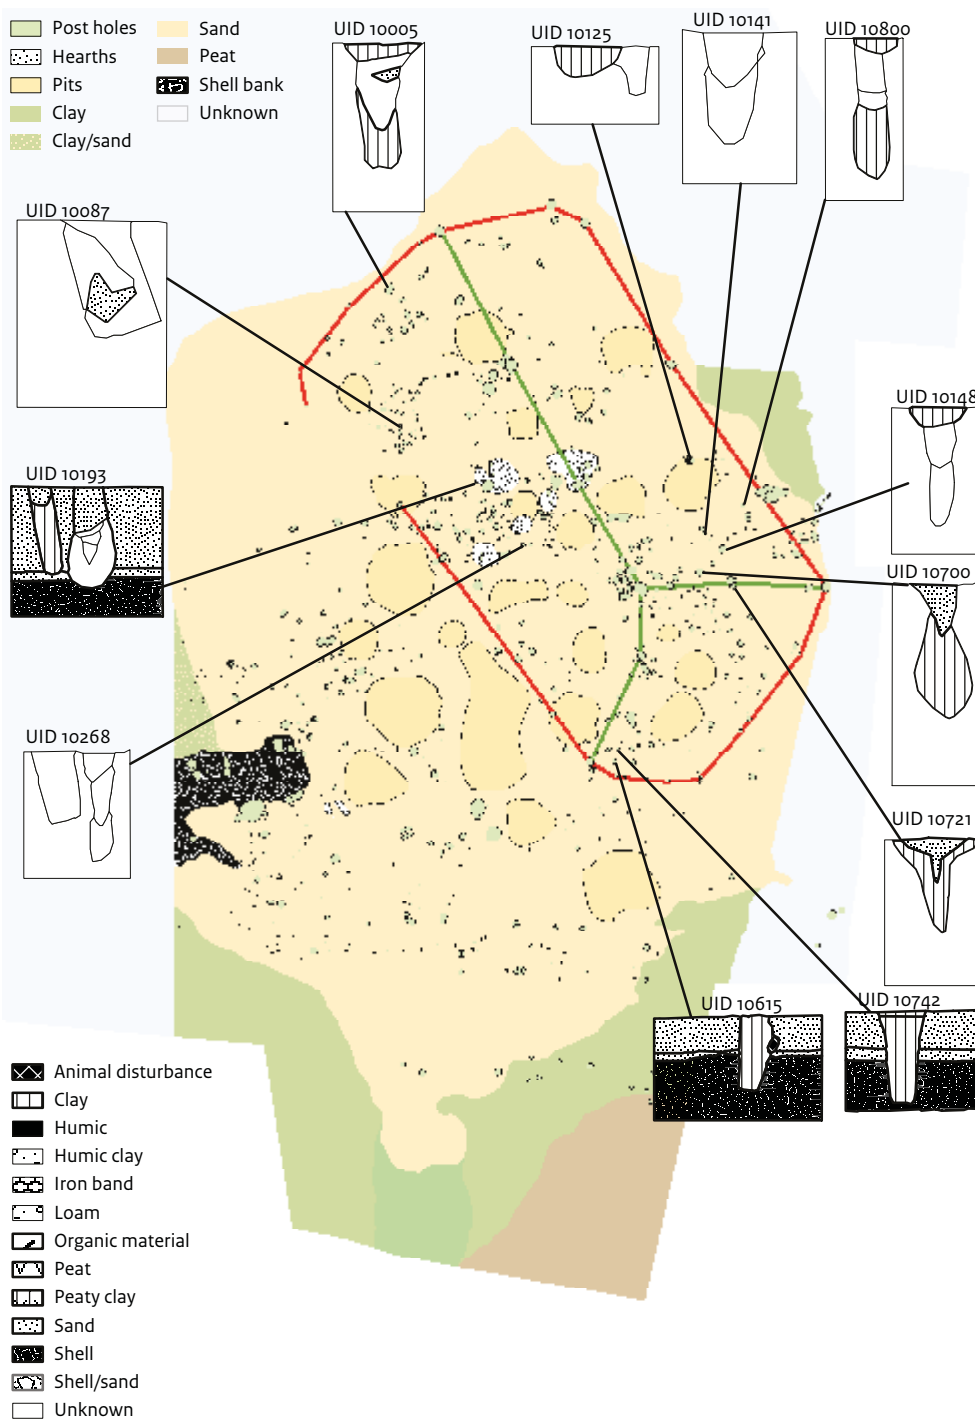 Post holes
Hearths
Pits
Clay
Clay/sand
Sand
Peat
Shell bank
Unknown
UID 10005
UID 10125
UID 10141
UID 10800
UID 10087
UID 10148
UID 10193
UID 10700
UID 10268
UID 10721
UID 10615
UID 10742
Animal disturbance
Clay
Humic
Humic clay
Iron band
Loam
Organic material
Peat
Peaty clay
Sand
Shell
Shell/sand
Unknown